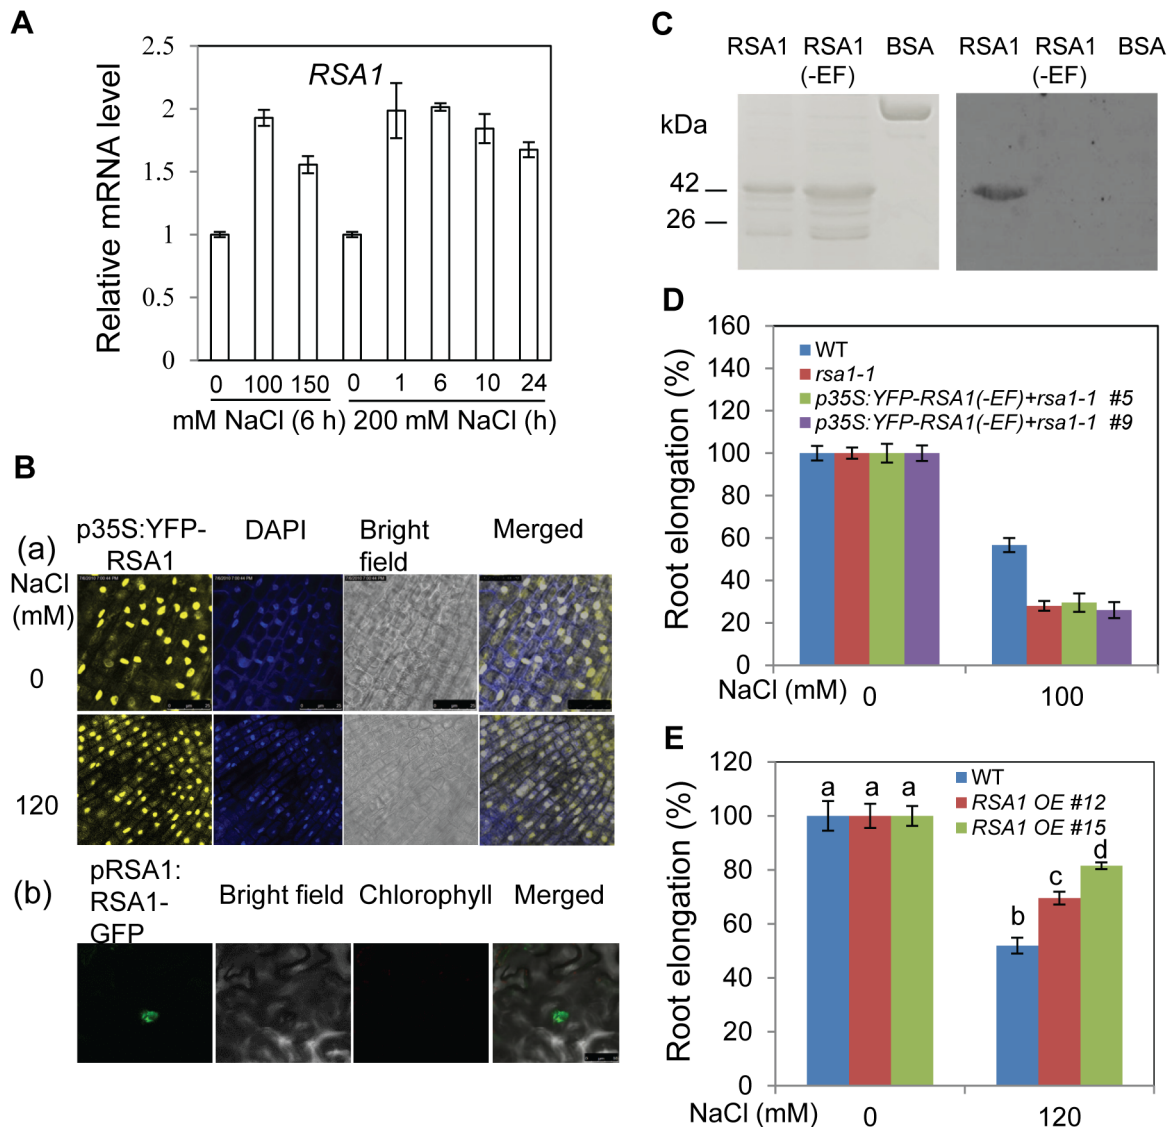 A
2.5
2
1.5
1
0.5
0
Relative mRNA level
RSA1
0 100 150 0 1 6 10 24
mM NaCl (6 h) 200 mM NaCl (h)
B
(a)
p35S:YFP-
RSA1
DAPI
Bright
field
Merged
NaCl
(mM)
0
120
(b)
pRSA1:
RSA1-
GFP
Bright field
Chlorophyll
Merged
C
RSA1 RSA1 BSA RSA1 RSA1 BSA
(-EF) (-EF)
kDa
42
26
D
160
140
120
100
80
60
40
20
0
Root elongation (%)
WT
rsa1-1
p35S:YFP-RSA1(-EF)+rsa1-1 #5
p35S:YFP-RSA1(-EF)+rsa1-1 #9
NaCl (mM) 0 100
E
120
100
80
60
40
20
0
Root elongation (%)
WT
RSA1 OE #12
RSA1 OE #15
a a a
b c d
NaCl (mM) 0 120